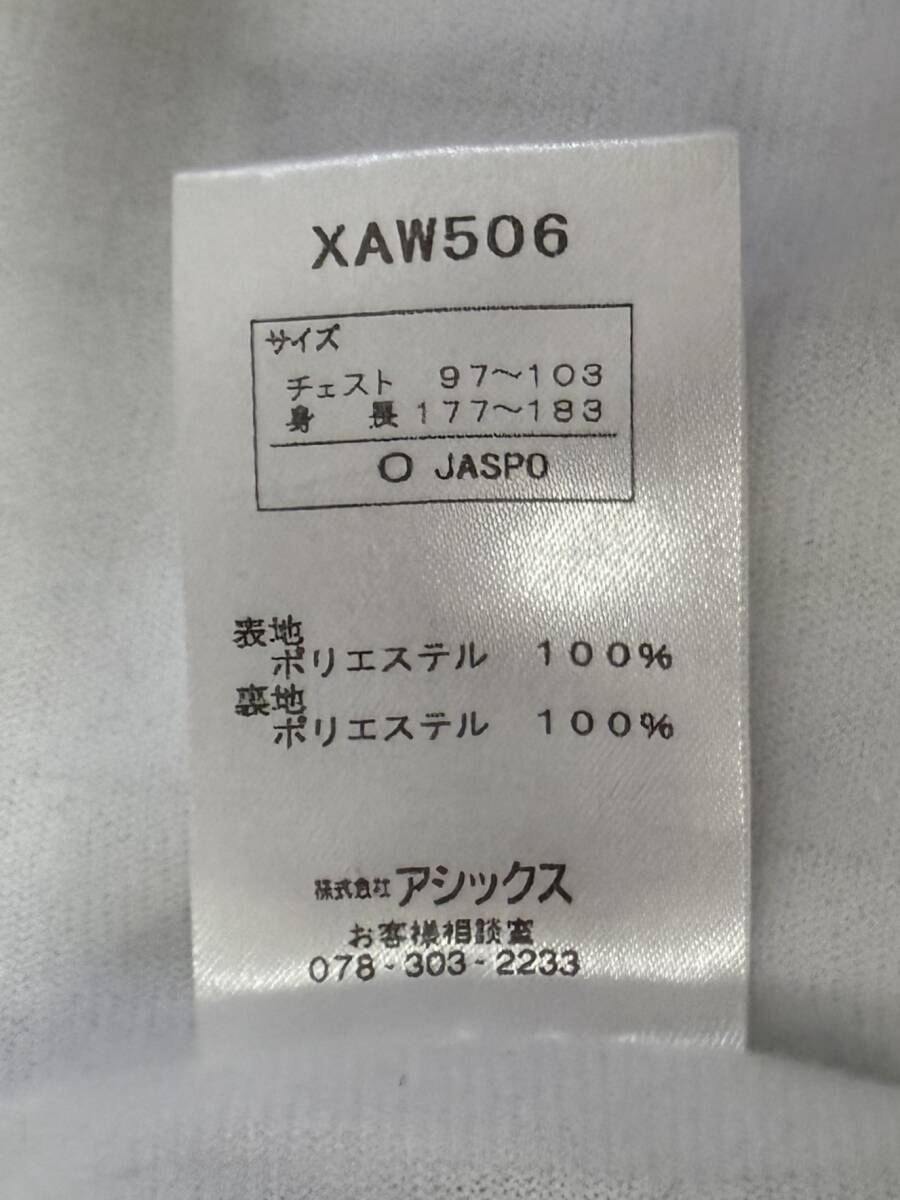 XAW506
サイズ
チェスト 97〜103
身 長 177〜183
O JASPO
表地
ポリエステル 100%
裏地
ポリエステル 100%
株式会社アシックス
お客様相談室
078-303-2233